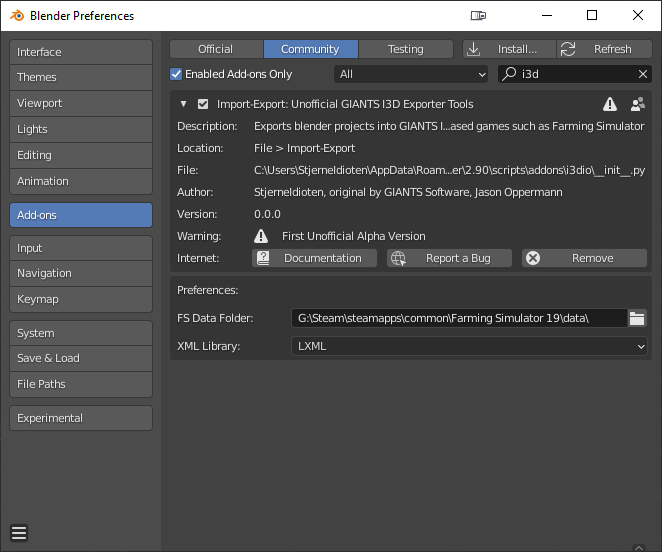 Blender Preferences
Interface
Themes
Viewport
Lights
Editing
Animation
Add-ons
Input
Navigation
Keymap
System
Save & Load
File Paths
Experimental
Official Community Testing Install... Refresh
Enabled Add-ons Only All i3d
Import-Export: Unofficial GIANTS I3D Exporter Tools
Description: Exports blender projects into GIANTS I...ased games such as Farming Simulator
Location: File > Import-Export
File: C:\Users\Stjerneldioten\AppData\Roam...er\2.90\scripts\addons\i3dio\__init__.py
Author: StjerneIdioten, original by GIANTS Software, Jason Oppermann
Version: 0.0.0
Warning: First Unofficial Alpha Version
Internet: Documentation Report a Bug Remove
Preferences:
FS Data Folder: G:\Steam\steamapps\common\Farming Simulator 19\data\
XML Library: LXML